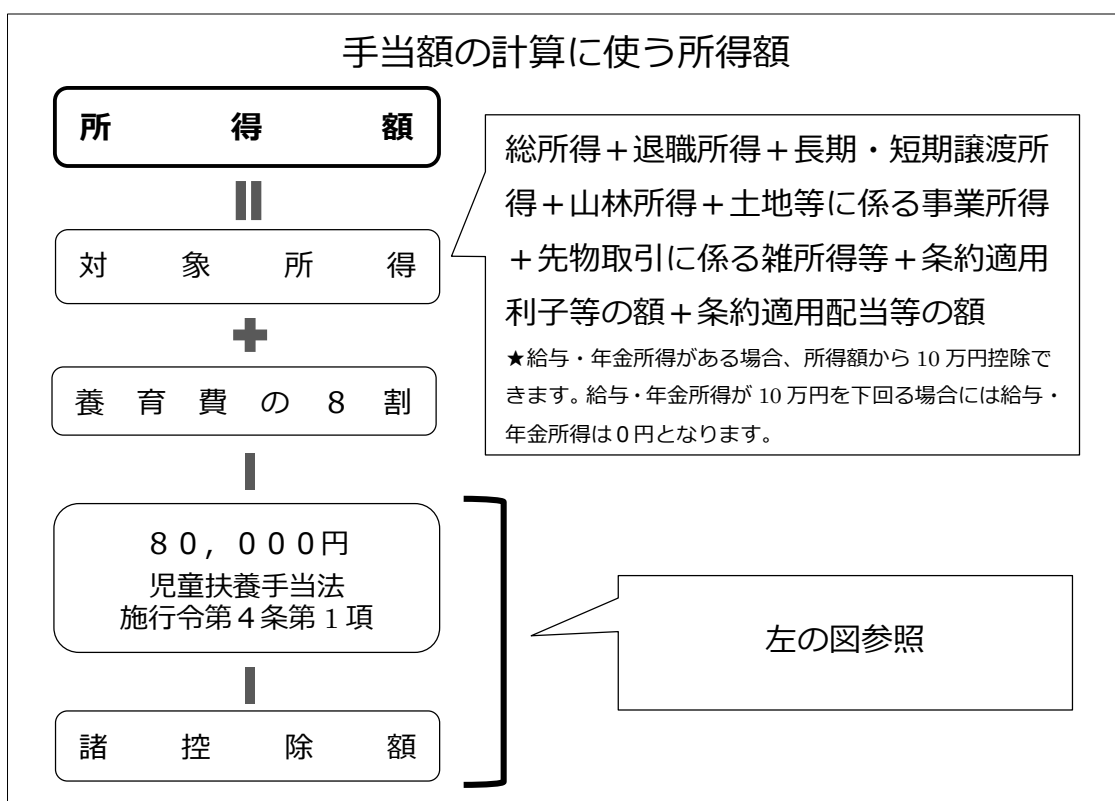 手当額の計算に使う所得額
所得額
総所得＋退職所得＋長期・短期譲渡所
得＋山林所得＋土地等に係る事業所得
＋先物取引に係る雑所得等＋条約適用
利子等の額＋条約適用配当等の額
★給与・年金所得がある場合、所得額から 10 万円控除で
きます。給与・年金所得が 10 万円を下回る場合には給与・
年金所得は０円となります。
対象所得
＋
養育費の８割
８０，０００円
児童扶養手当法
施行令第４条第 1 項
左の図参照
諸控除額